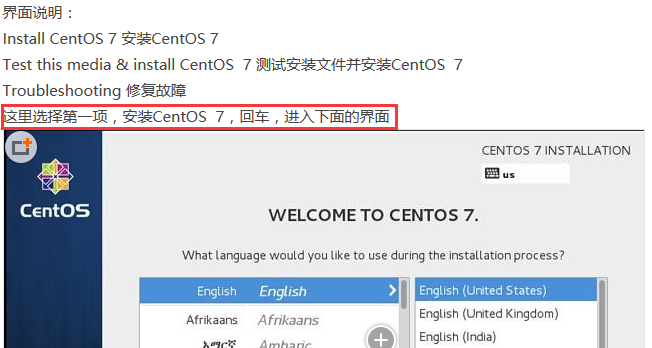 界面说明：
Install CentOS 7 安装CentOS 7
Test this media & install CentOS 7 测试安装文件并安装CentOS 7
Troubleshooting 修复故障
这里选择第一项，安装CentOS 7，回车，进入下面的界面
CentOS
CENTOS 7 INSTALLATION
us
WELCOME TO CENTOS 7.
What language would you like to use during the installation process?
English English
Afrikaans Afrikaans
አማርኛ Amharic
English (United States)
English (United Kingdom)
English (India)